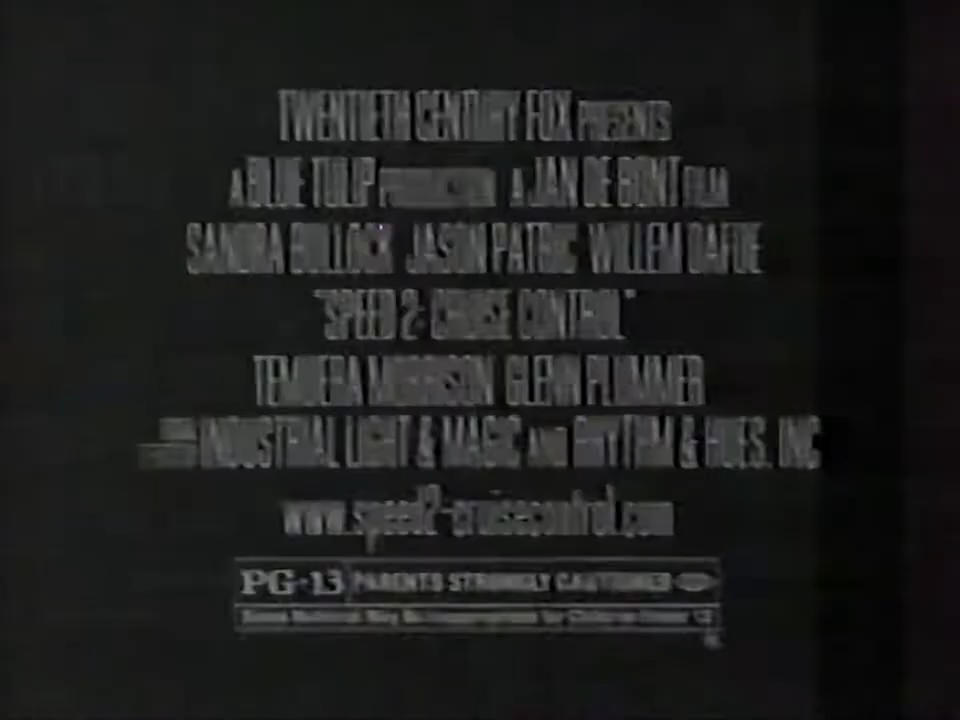 TWENTIETH CENTURY FOX PRESENTS
A BLUE TULIP PRODUCTION A JAN DE BONT FILM
SANDRA BULLOCK JASON PATRIC WILLEM DAFOE
"SPEED 2: CRUISE CONTROL"
TEMUERA MORRISON GLENN PLUMMER
INDUSTRIAL LIGHT & MAGIC AND RHYTHM & HUES, INC
www.speed2-cruisecontrol.com
PG-13 PARENTS STRONGLY CAUTIONED
Some Material May Be Inappropriate for Children Under 13